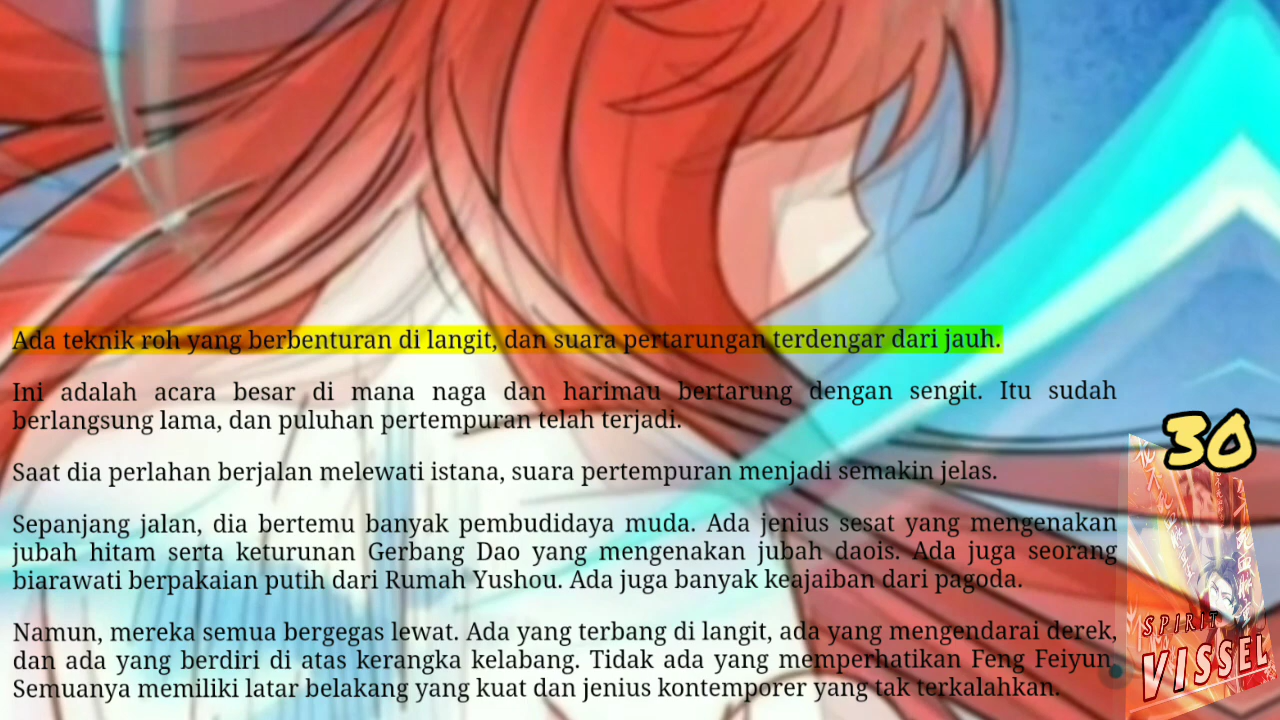 Ada teknik roh yang berbenturan di langit, dan suara pertarungan terdengar dari jauh.
Ini adalah acara besar di mana naga dan harimau bertarung dengan sengit. Itu sudah
berlangsung lama, dan puluhan pertempuran telah terjadi.
Saat dia perlahan berjalan melewati istana, suara pertempuran menjadi semakin jelas.
Sepanjang jalan, dia bertemu banyak pembudidaya muda. Ada jenius sesat yang mengenakan
jubah hitam serta keturunan Gerbang Dao yang mengenakan jubah daois. Ada juga seorang
biarawati berpakaian putih dari Rumah Yushou. Ada juga banyak keajaiban dari pagoda.
Namun, mereka semua bergegas lewat. Ada yang terbang di langit, ada yang mengendarai derek,
dan ada yang berdiri di atas kerangka kelabang. Tidak ada yang memperhatikan Feng Feiyun.
Semuanya memiliki latar belakang yang kuat dan jenius kontemporer yang tak terkalahkan.
30
SPIRIT
VISSEL